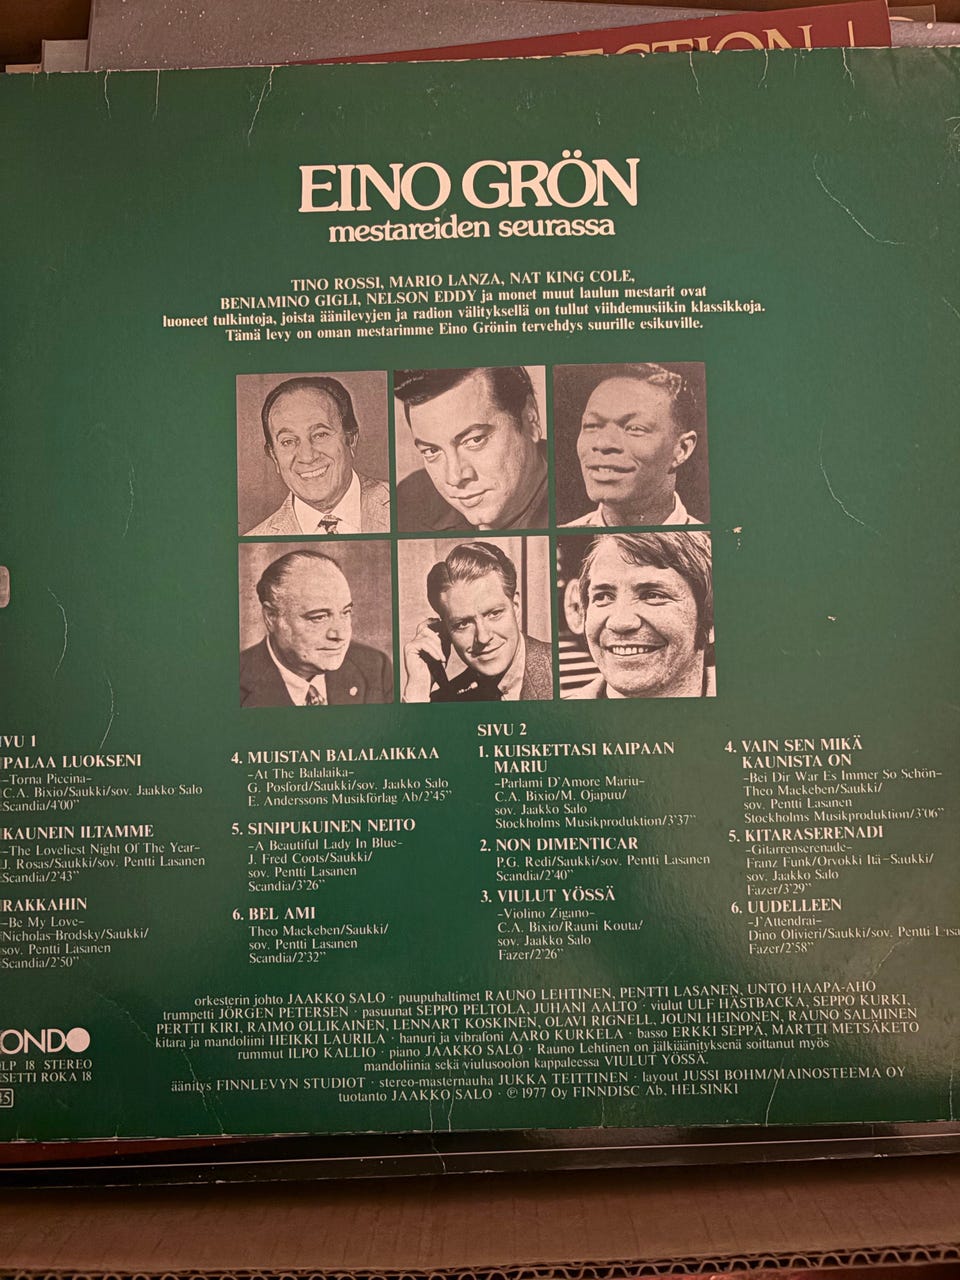 ECTION
EINO GRÖN
mestareiden seurassa
TINO ROSSI, MARIO LANZA, NAT KING COLE,
BENIAMINO GIGLI, NELSON EDDY ja monet muut laulun mestarit ovat
luoneet tulkintoja, joista äänilevyjen ja radion välityksellä on tullut viihdemusiikin klassikkoja.
Tämä levy on oman mestarimme Eino Grönin tervehdys suurille esikuville.
IVU 1
PALAA LUOKSENI
–Torna Piccina–
C.A. Bixio/Saukki/sov. Jaakko Salo
Scandia/4'00"
KAUNEIN ILTAMME
–The Loveliest Night Of The Year–
J. Rosas/Saukki/sov. Pentti Lasanen
Scandia/2'43"
RAKKAHIN
–Be My Love–
Nicholas Brodsky/Saukki/
sov. Pentti Lasanen
Scandia/2'50"
4. MUISTAN BALALAIKKAA
–At The Balalaika–
G. Posford/Saukki/sov. Jaakko Salo
E. Anderssons Musikförlag Ab/2'45"
5. SINIPUKUINEN NEITO
–A Beautiful Lady In Blue–
J. Fred Coots/Saukki/
sov. Pentti Lasanen
Scandia/3'26"
6. BEL AMI
Theo Mackeben/Saukki/
sov. Pentti Lasanen
Scandia/2'32"
SIVU 2
1. KUISKETTASI KAIPAAN
MARIU
–Parlami D'Amore Mariu–
C.A. Bixio/M. Ojapuu/
sov. Jaakko Salo
Stockholms Musikproduktion/3'37"
2. NON DIMENTICAR
P.G. Redi/Saukki/sov. Pentti Lasanen
Scandia/2'40"
3. VIULUT YÖSSÄ
–Violino Zigano–
C.A. Bixio/Rauni Kouta/
sov. Jaakko Salo
Fazer/2'26"
4. VAIN SEN MIKÄ
KAUNISTA ON
–Bei Dir War Es Immer So Schön–
Theo Mackeben/Saukki/
sov. Pentti Lasanen
Stockholms Musikproduktion/3'06"
5. KITARASERENADI
–Gitarrenserenade–
Franz Funk/Orvokki Itä–Saukki/
sov. Jaakko Salo
Fazer/3'29"
6. UUDELLEEN
–J'Attendrai–
Dino Olivieri/Saukki/sov. Pentti Lasa
Fazer/2'58"
orkesterin johto JAAKKO SALO · puupuhaltimet RAUNO LEHTINEN, PENTTI LASANEN, UNTO HAAPA-AHO
trumpetti JÖRGEN PETERSEN · pasuunat SEPPO PELTOLA, JUHANI AALTO · viulut ULF HÄSTBACKA, SEPPO KURKI,
PERTTI KIRI, RAIMO OLLIKAINEN, LENNART KOSKINEN, OLAVI RIGNELL, JOUNI HEINONEN, RAUNO SALMINEN
kitara ja mandoliini HEIKKI LAURILA · hanuri ja vibrafoni AARO KURKELA · basso ERKKI SEPPÄ, MARTTI METSÄKETO
rummut ILPO KALLIO · piano JAAKKO SALO · Rauno Lehtinen on jälkiäänityksenä soittanut myös
mandoliinia sekä viulusoolon kappaleessa VIULUT YÖSSÄ.
äänitys FINNLEVYN STUDIOT · stereo-masternauha JUKKA TEITTINEN · layout JUSSI BOHM/MAINOSTEEMA OY
tuotanto JAAKKO SALO · ℗ 1977 Oy FINNDISC Ab, HELSINKI
ONDO
LP 18 STEREO
SETTI ROKA 18